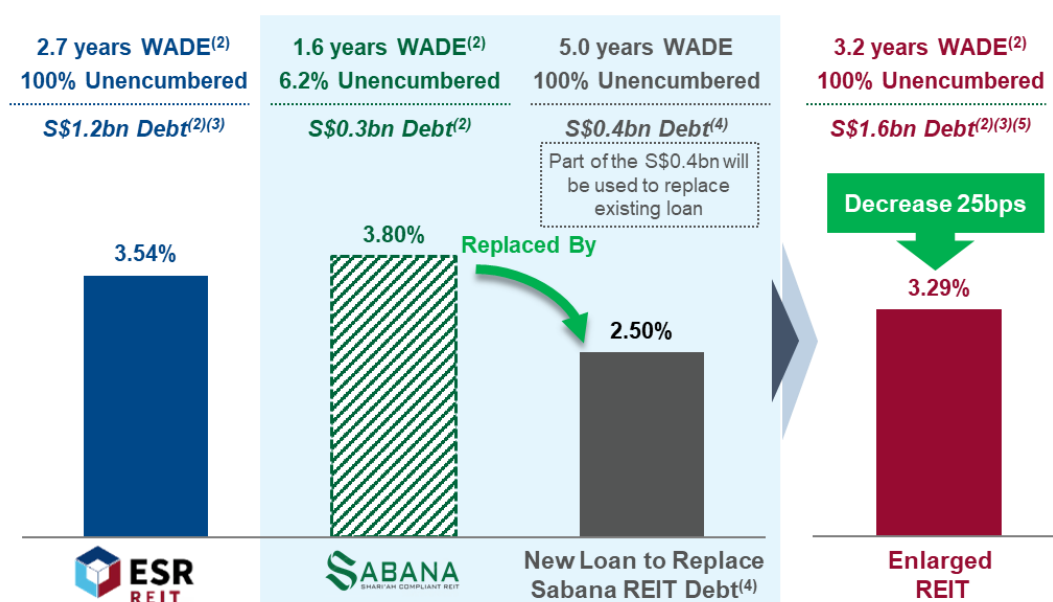 2.7 years WADE(2)
100% Unencumbered
S$1.2bn Debt(2)(3)
3.54%
ESR
REIT
1.6 years WADE(2)
6.2% Unencumbered
S$0.3bn Debt(2)
3.80%
Replaced By
SABANA
SHARI'AH COMPLIANT REIT
5.0 years WADE
100% Unencumbered
S$0.4bn Debt(4)
Part of the S$0.4bn will
be used to replace
existing loan
2.50%
New Loan to Replace
Sabana REIT Debt(4)
3.2 years WADE(2)
100% Unencumbered
S$1.6bn Debt(2)(3)(5)
Decrease 25bps
3.29%
Enlarged
REIT